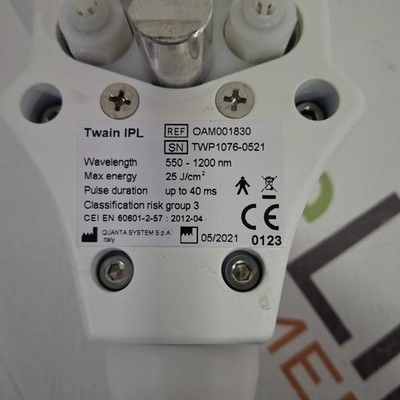 Twain IPL REF OAM001830
SN TWP1076-0521
Wavelength 550 - 1200 nm
Max energy 25 J/cm²
Pulse duration up to 40 ms
Classification risk group 3
CEI EN 60601-2-57 : 2012-04
QUANTA SYSTEM S.p.A. 05/2021 CE
Italy 0123
ME